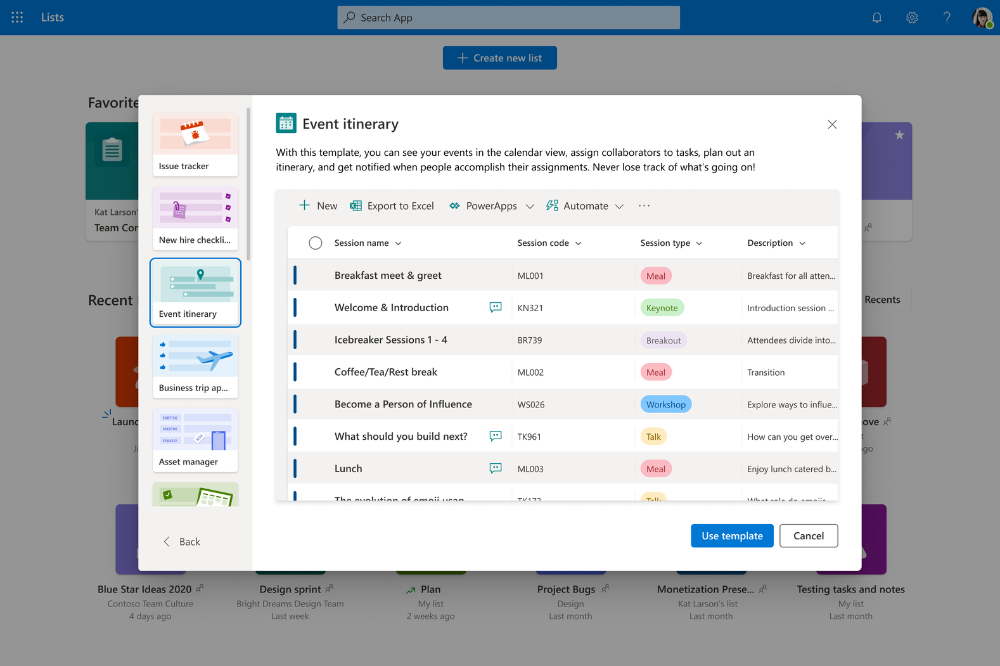 Lists
Search App
Create new list
Favorite
Kat Larson'
Team Con
Recent
Recents
Launc
ove
Ju
t
go
Issue tracker
New hire checkli...
Event itinerary
Business trip ap...
5687156
1649786
5564512
3254
Asset manager
Back
Event itinerary
With this template, you can see your events in the calendar view, assign collaborators to tasks, plan out an
itinerary, and get notified when people accomplish their assignments. Never lose track of what's going on!
New Export to Excel PowerApps Automate ...
Session name Session code Session type Description
Breakfast meet & greet ML001 Meal Breakfast for all atten...
Welcome & Introduction KN321 Keynote Introduction session ...
Icebreaker Sessions 1 - 4 BR739 Breakout Attendees divide into...
Coffee/Tea/Rest break ML002 Meal Transition
Become a Person of Influence WS026 Workshop Explore ways to influe...
What should you build next? TK961 Talk How can you get over...
Lunch ML003 Meal Enjoy lunch catered b...
The evolution of emoji usag TK173 Talk What role do emojis
Use template Cancel
Blue Star Ideas 2020
Contoso Team Culture
4 days ago
Design sprint
Bright Dreams Design Team
Last week
Plan
My list
2 weeks ago
Project Bugs
Design
Last month
Monetization Prese...
Kat Larson's list
Last month
Testing tasks and notes
My list
Last month